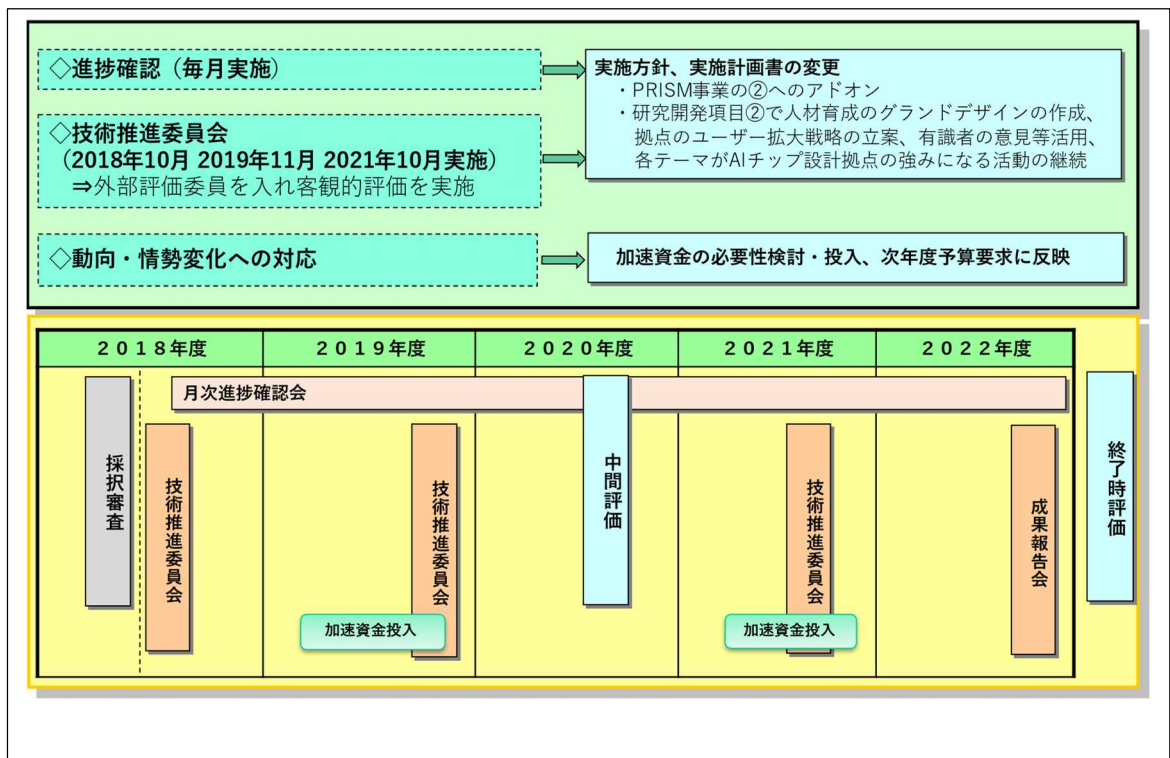 ◇進捗確認（毎月実施）
◇技術推進委員会
（2018年10月 2019年11月 2021年10月実施）
⇒外部評価委員を入れ客観的評価を実施
◇動向・情勢変化への対応
実施方針、実施計画書の変更
・PRISM事業の②へのアドオン
・研究開発項目②で人材育成のグランドデザインの作成、
拠点のユーザー拡大戦略の立案、有識者の意見等活用、
各テーマがAIチップ設計拠点の強みになる活動の継続
加速資金の必要性検討・投入、次年度予算要求に反映
２０１８年度
２０１９年度
２０２０年度
２０２１年度
２０２２年度
月次進捗確認会
採択審査
技術推進委員会
技術推進委員会
中間評価
技術推進委員会
成果報告会
終了時評価
加速資金投入
加速資金投入